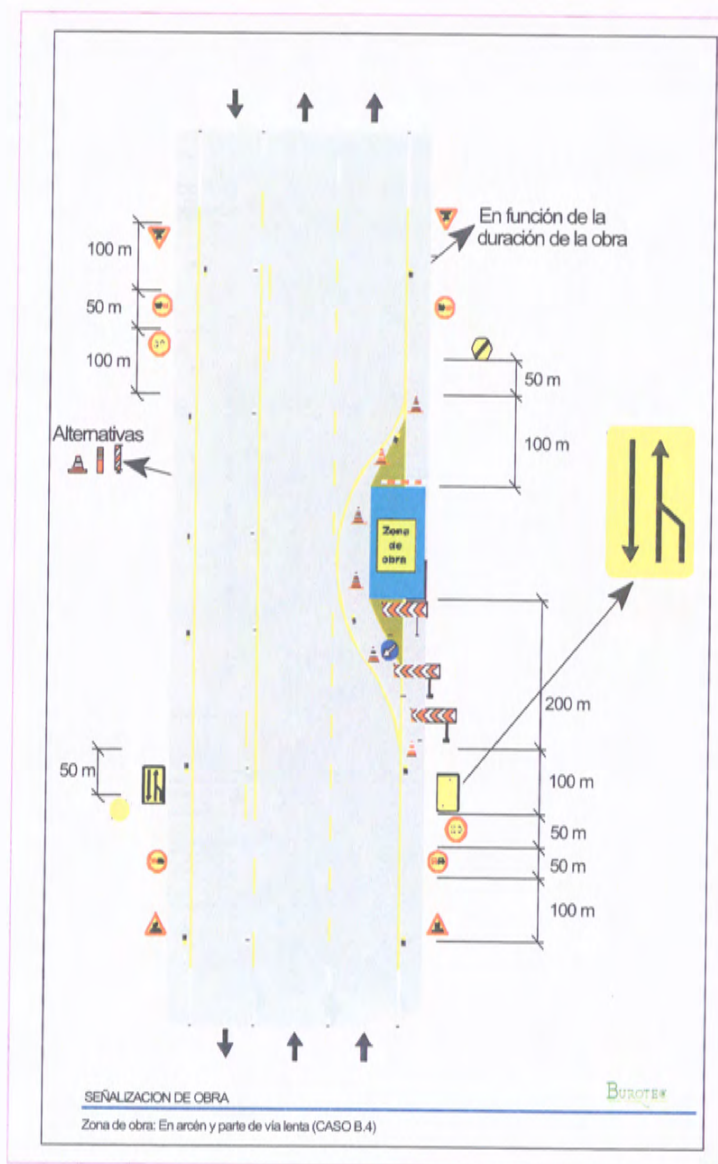 En función de la
duración de la obra
100 m
50 m
100 m
50 m
100 m
Alternativas
Zona
de
obra
200 m
50 m
100 m
50 m
50 m
100 m
SEÑALIZACION DE OBRA
BUROTEK
Zona de obra: En arcén y parte de vía lenta (CASO B.4)